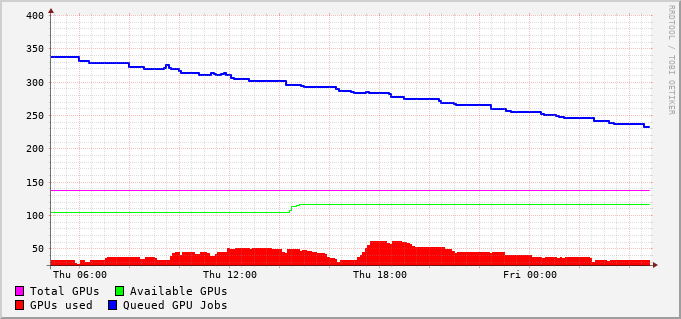 400
350
300
250
200
150
100
50
Thu 06:00 Thu 12:00 Thu 18:00 Fri 00:00
Total GPUs Available GPUs
GPUs used Queued GPU Jobs
RRDTOOL / TOBI OETIKER